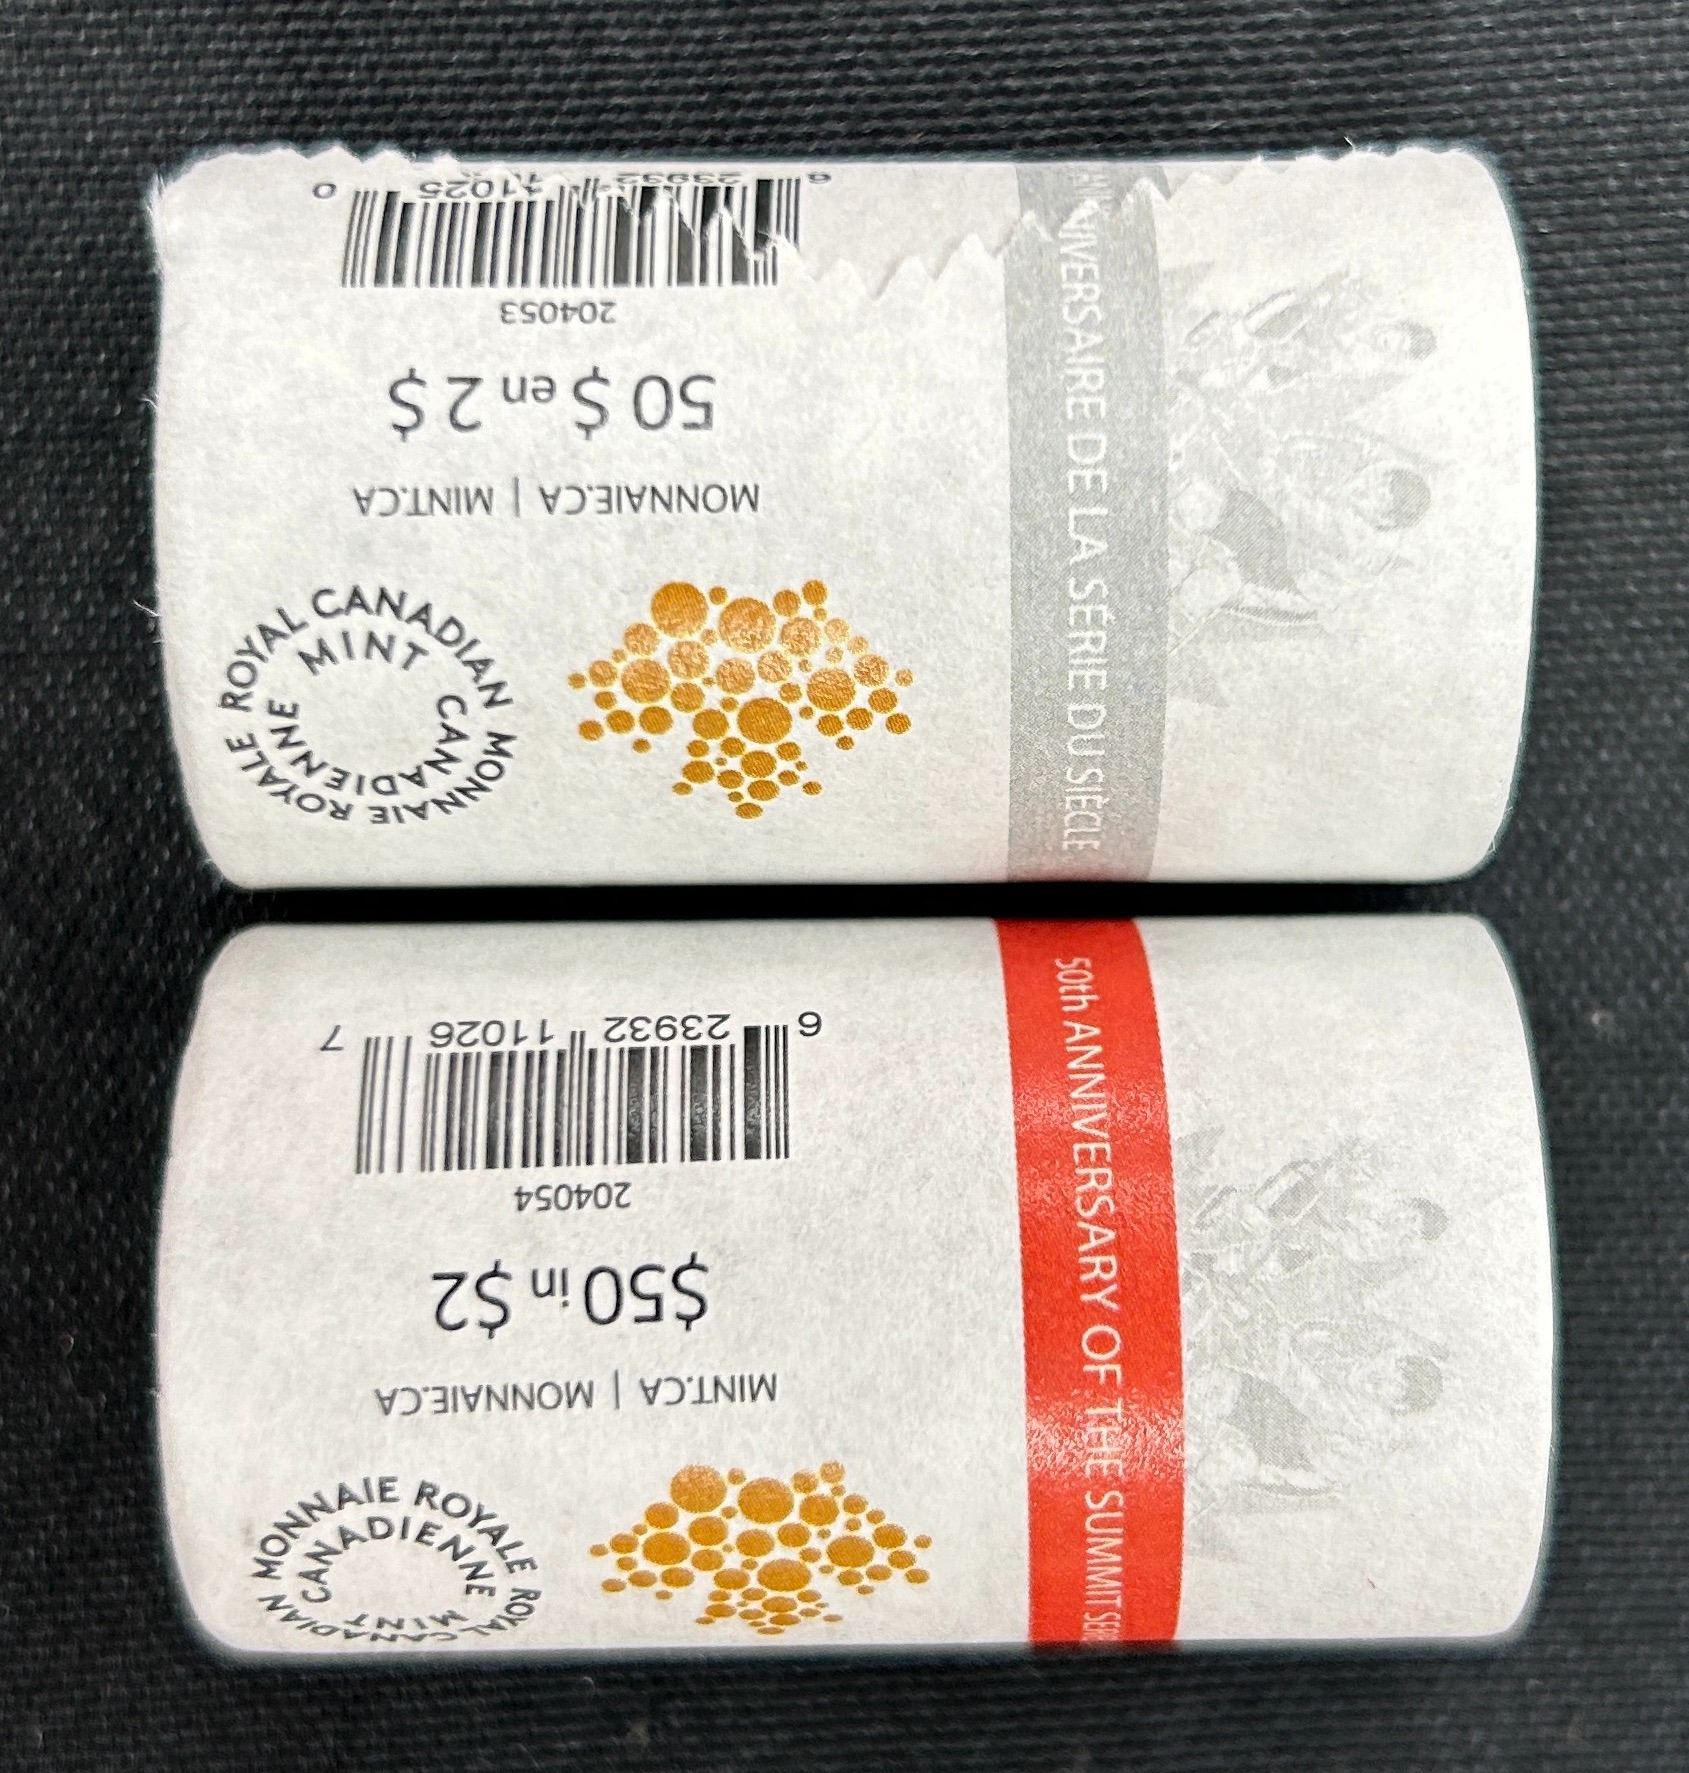 ANNIVERSAIRE DE LA SÉRIE DU SIÈCLE
6 23932 11025 0
204053
50 $ en 2 $
MONNAIE.CA | MINT.CA
ROYAL CANADIAN MINT
MONNAIE ROYALE CANADIENNE
50th ANNIVERSARY OF THE SUMMIT SERI
6 23932 11026 7
204054
$50 in $2
MINT.CA | MONNAIE.CA
MONNAIE ROYALE CANADIENNE
ROYAL CANADIAN MINT